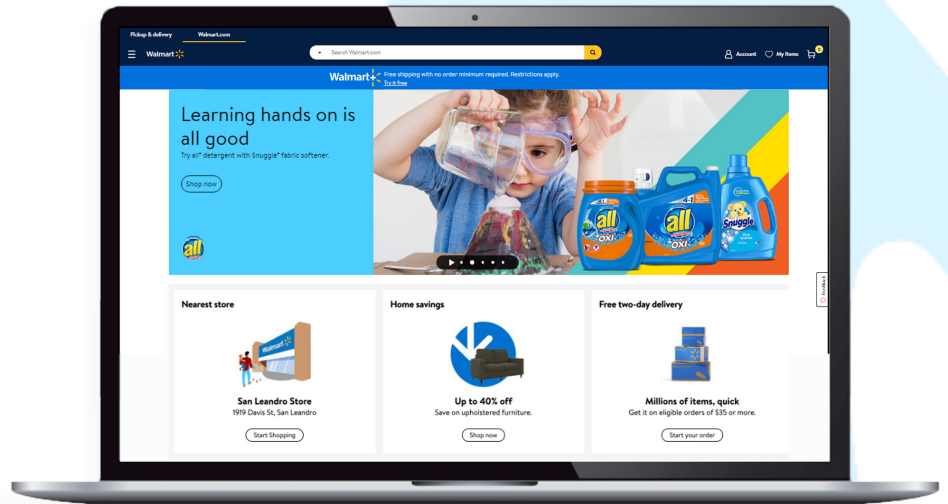 Pickup & delivery
Walmart.com
Walmart
Search Walmart.com
Account
My Items
0
Walmart+
Free shipping with no order minimum required. Restrictions apply.
Try it free
Learning hands on is
all good
Try all® detergent with Snuggle® fabric softener.
Shop now
all
all
OXI
all
4in1
OXI
Snuggle
Feedback
Nearest store
Walmart
San Leandro Store
1919 Davis St, San Leandro
Start Shopping
Home savings
Up to 40% off
Save on upholstered furniture.
Shop now
Free two-day delivery
Millions of items, quick
Get it on eligible orders of $35 or more.
Start your order